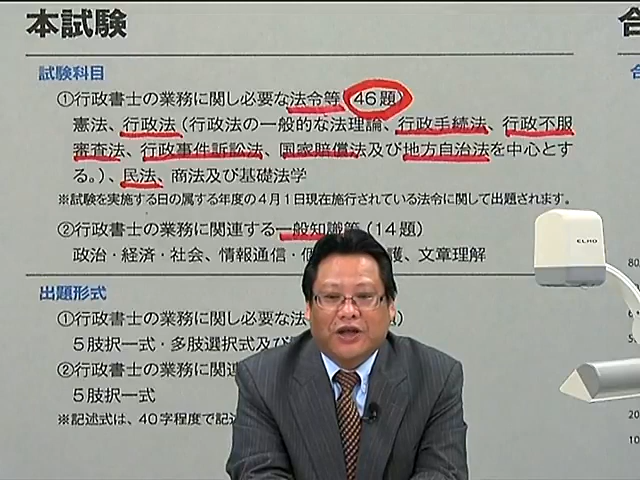 本試験
試験科目
①行政書士の業務に関し必要な法令等(46題)
憲法、行政法(行政法の一般的な法理論、行政手続法、行政不服
審査法、行政事件訴訟法、国家賠償法及び地方自治法を中心とす
る。)、民法、商法及び基礎法学
※試験を実施する日の属する年度の4月1日現在施行されている法令に関して出題されます。
②行政書士の業務に関連する一般知識等(14題)
政治・経済・社会、情報通信・個 護、文章理解
出題形式
①行政書士の業務に関し必要な法
5肢択一式・多肢選択式及び
②行政書士の業務に関連
5肢択一式
※記述式は、40字程度で記
合
ELMO
80
20
10